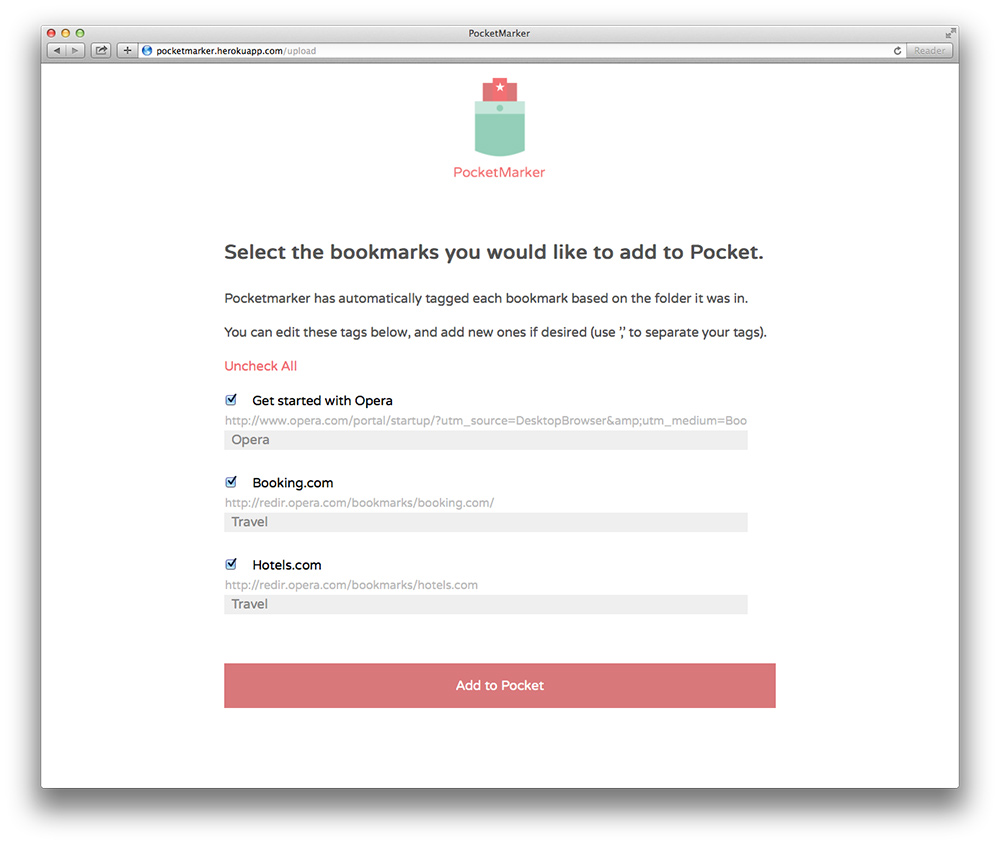 PocketMarker
pocketmarker.herokuapp.com/upload
Reader
PocketMarker
Select the bookmarks you would like to add to Pocket.
Pocketmarker has automatically tagged each bookmark based on the folder it was in.
You can edit these tags below, and add new ones if desired (use ',' to separate your tags).
Uncheck All
Get started with Opera
http://www.opera.com/portal/startup/?utm_source=DesktopBrowser&amp;utm_medium=Boo
Opera
Booking.com
http://redir.opera.com/bookmarks/booking.com/
Travel
Hotels.com
http://redir.opera.com/bookmarks/hotels.com
Travel
Add to Pocket